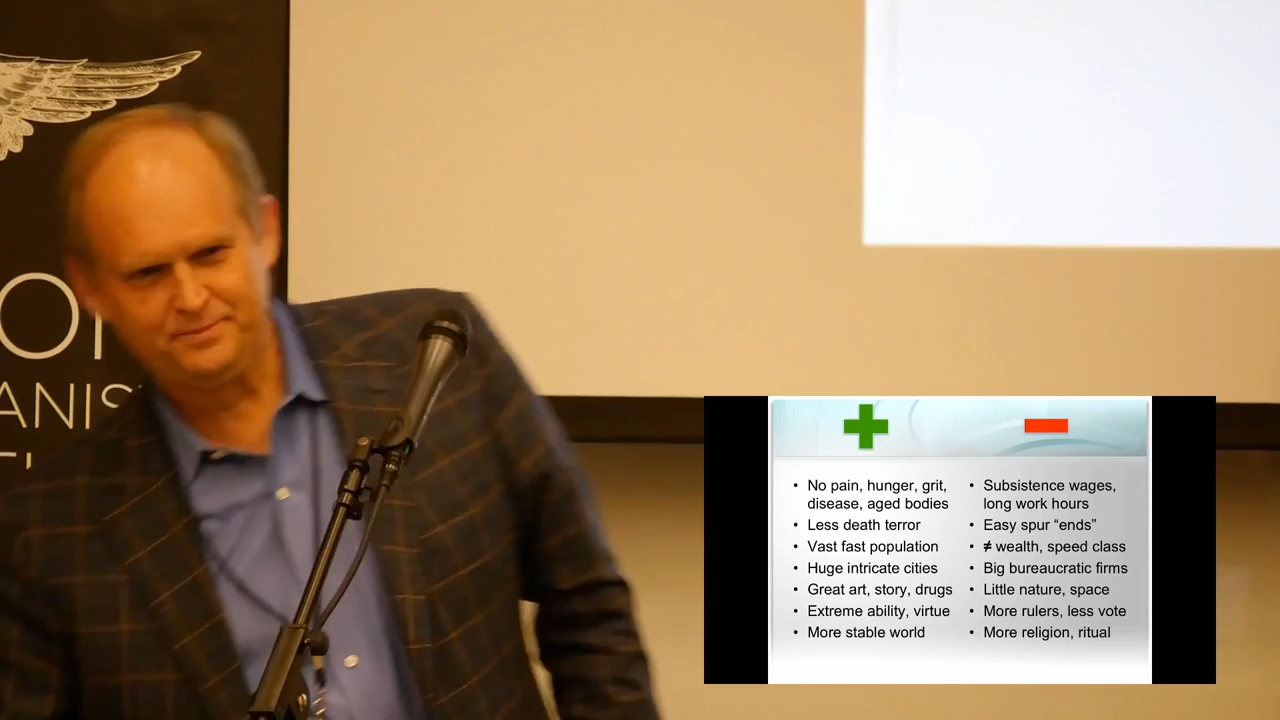 ANIS
• No pain, hunger, grit,
disease, aged bodies
• Less death terror
• Vast fast population
• Huge intricate cities
• Great art, story, drugs
• Extreme ability, virtue
• More stable world
• Subsistence wages,
long work hours
• Easy spur “ends”
• ≠ wealth, speed class
• Big bureaucratic firms
• Little nature, space
• More rulers, less vote
• More religion, ritual